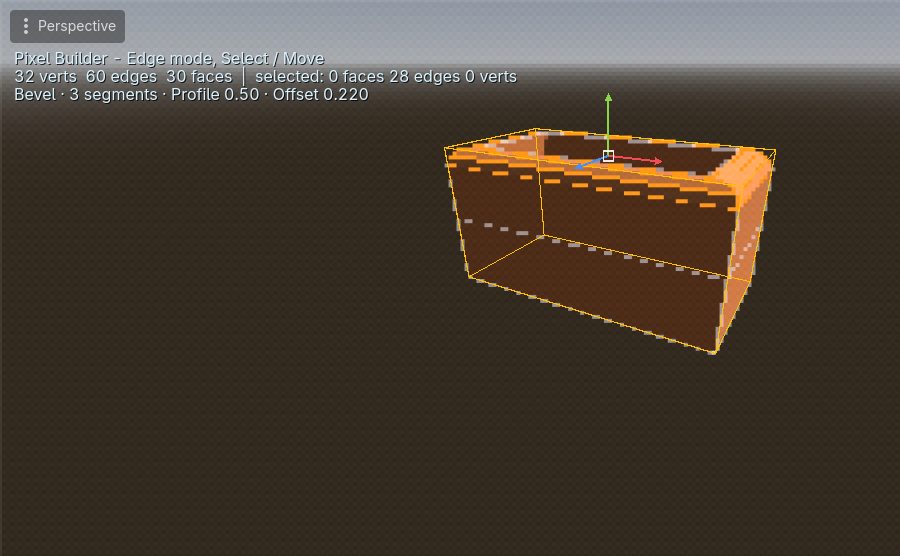 Perspective
Pixel Builder - Edge mode, Select / Move
32 verts  60 edges  30 faces  |  selected: 0 faces 28 edges 0 verts
Bevel · 3 segments · Profile 0.50 · Offset 0.220